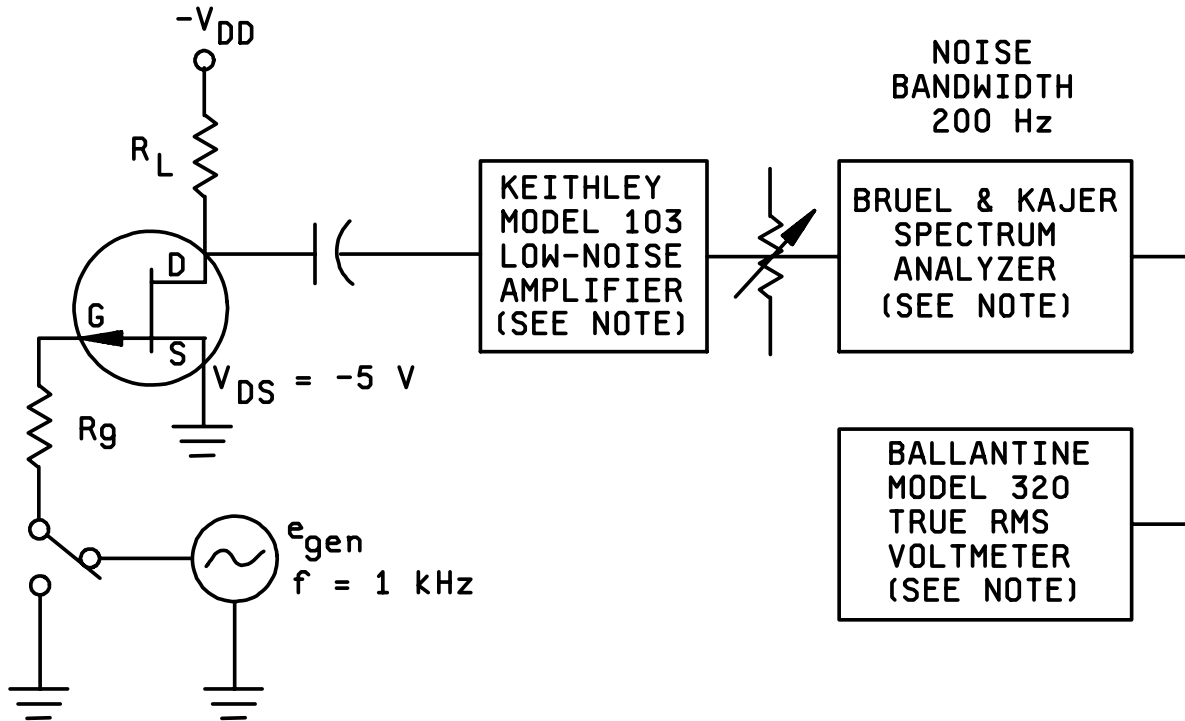 -VDD
NOISE
BANDWIDTH
200 Hz
RL
KEITHLEY
MODEL 103
LOW-NOISE
AMPLIFIER
(SEE NOTE)
BRUEL & KAJER
SPECTRUM
ANALYZER
(SEE NOTE)
D
G
S
VDS = -5 V
Rg
BALLANTINE
MODEL 320
TRUE RMS
VOLTMETER
(SEE NOTE)
egen
f = 1 kHz